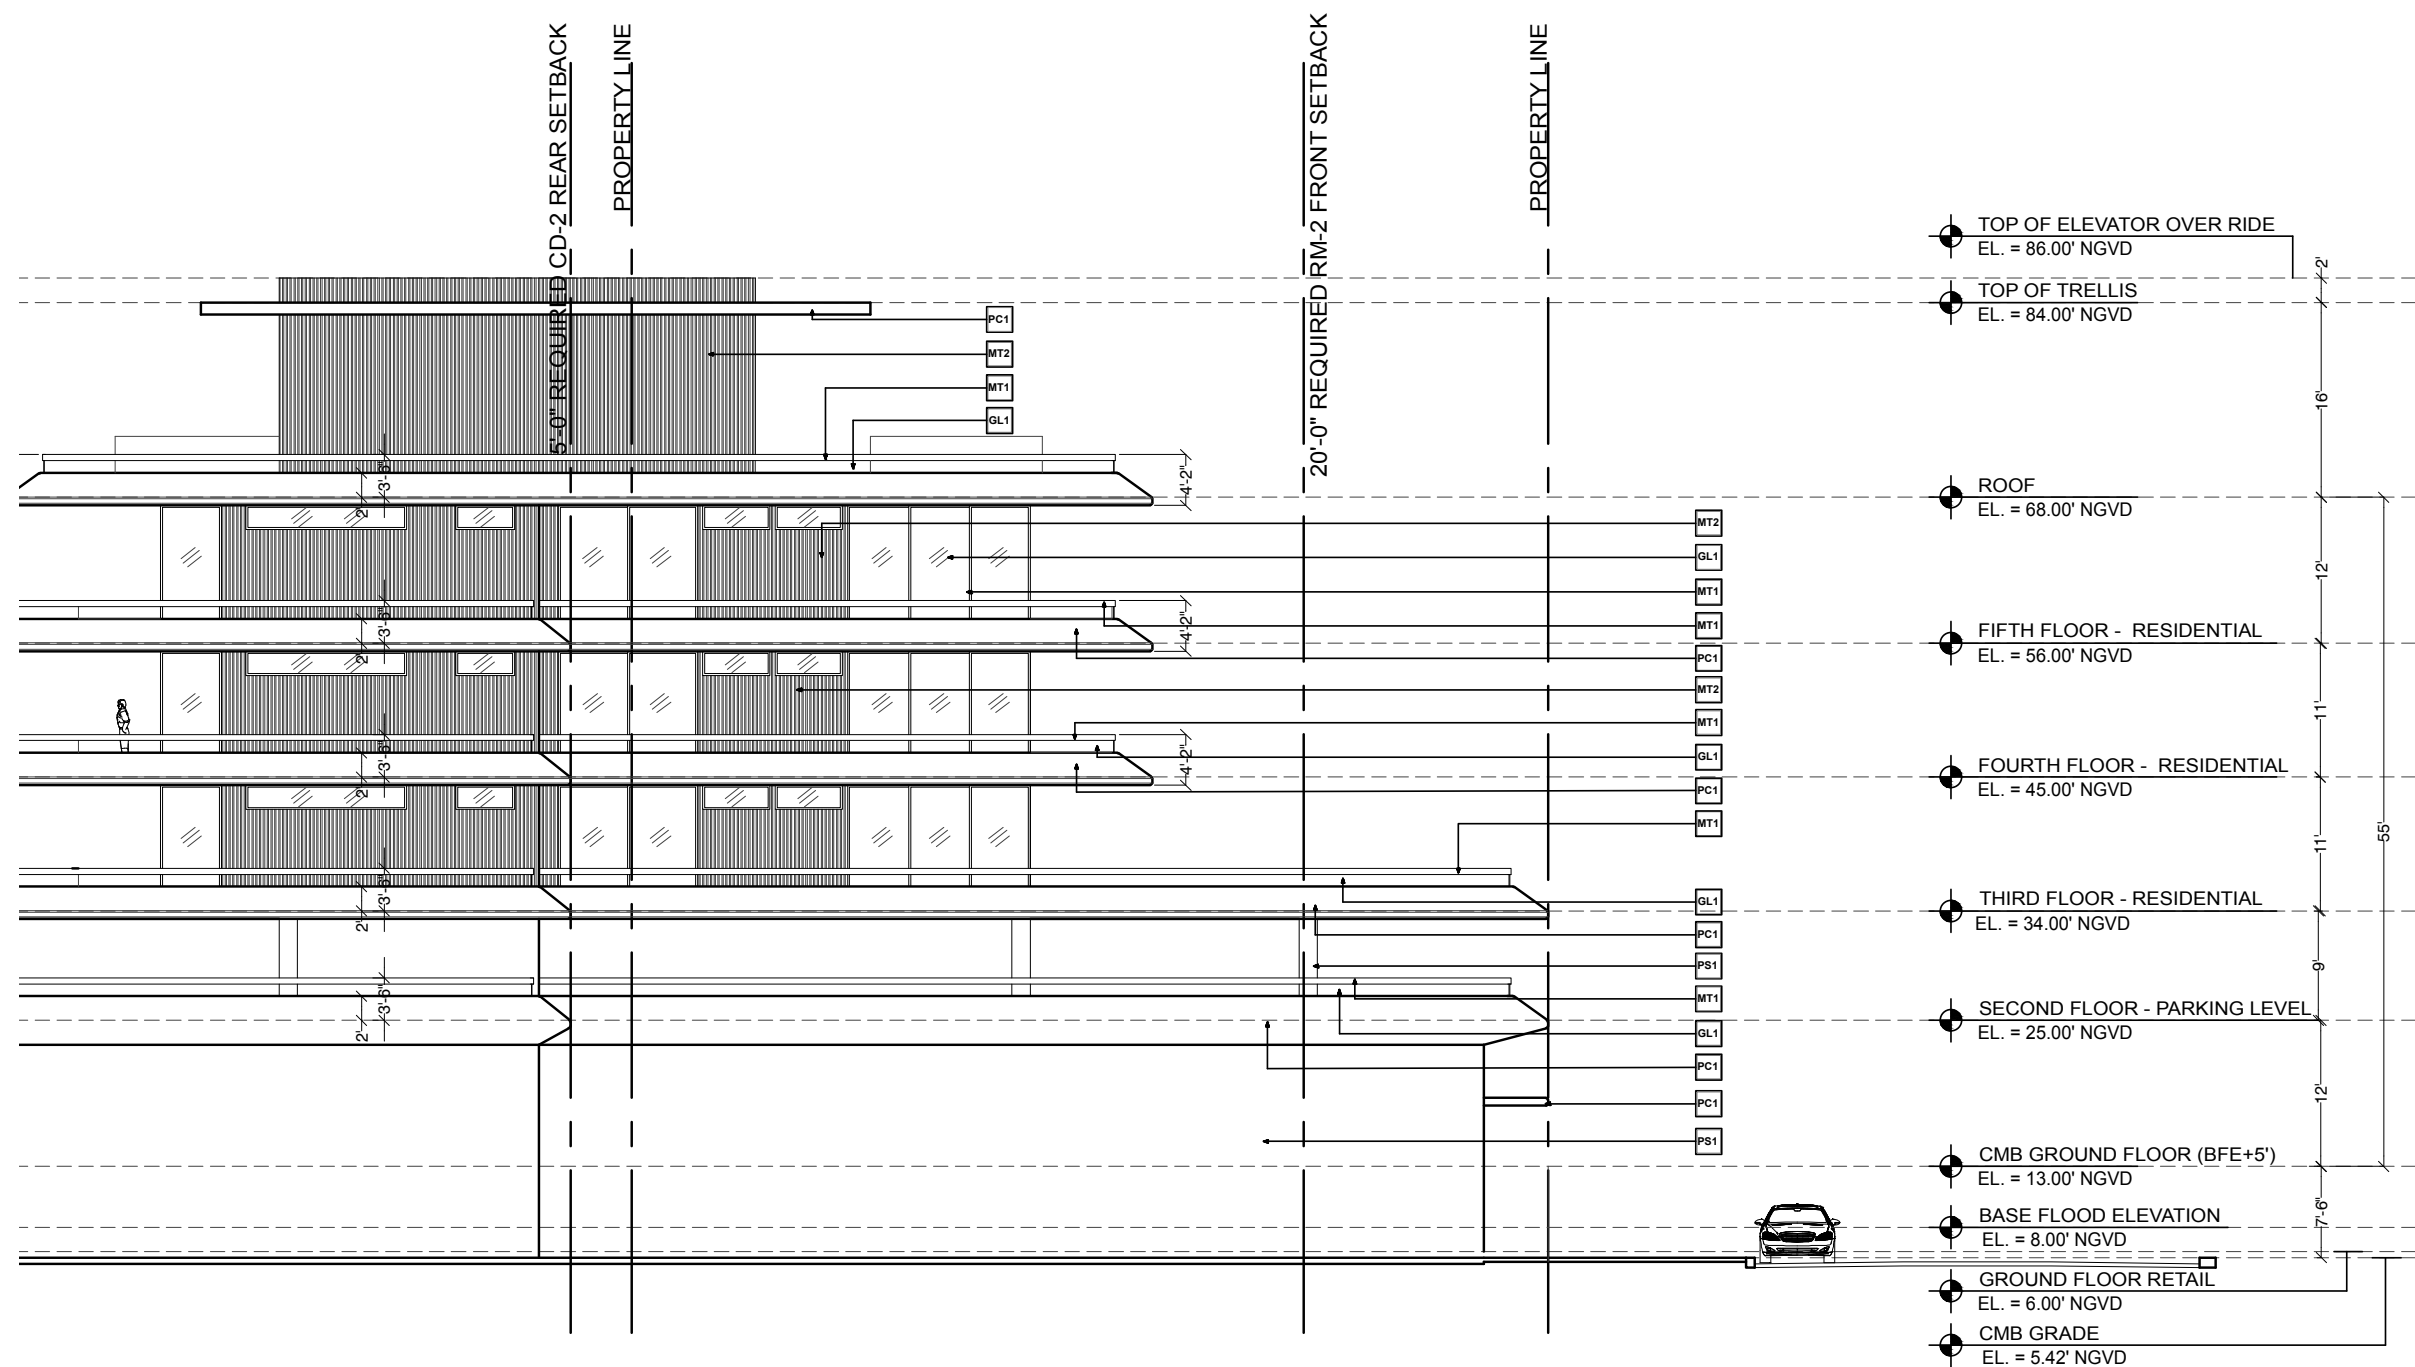 5'-0" REQUIRED CD-2 REAR SETBACK
PROPERTY LINE
20'-0" REQUIRED RM-2 FRONT SETBACK
PROPERTY LINE
TOP OF ELEVATOR OVER RIDE
EL. = 86.00' NGVD
2'
TOP OF TRELLIS
EL. = 84.00' NGVD
PC1
MT2
MT1
GL1
16'
3'-6"
2'
4'-2"
ROOF
EL. = 68.00' NGVD
MT2
GL1
MT1
MT1
PC1
12'
3'-6"
2'
4'-2"
FIFTH FLOOR - RESIDENTIAL
EL. = 56.00' NGVD
MT2
MT1
GL1
PC1
11'
3'-6"
2'
4'-2"
FOURTH FLOOR - RESIDENTIAL
EL. = 45.00' NGVD
MT1
11'
55'
3'-6"
2'
GL1
THIRD FLOOR - RESIDENTIAL
EL. = 34.00' NGVD
PC1
PS1
9'
3'-6"
2'
MT1
SECOND FLOOR - PARKING LEVEL
EL. = 25.00' NGVD
GL1
PC1
PC1
12'
PS1
CMB GROUND FLOOR (BFE+5')
EL. = 13.00' NGVD
7'-6"
BASE FLOOD ELEVATION
EL. = 8.00' NGVD
GROUND FLOOR RETAIL
EL. = 6.00' NGVD
CMB GRADE
EL. = 5.42' NGVD